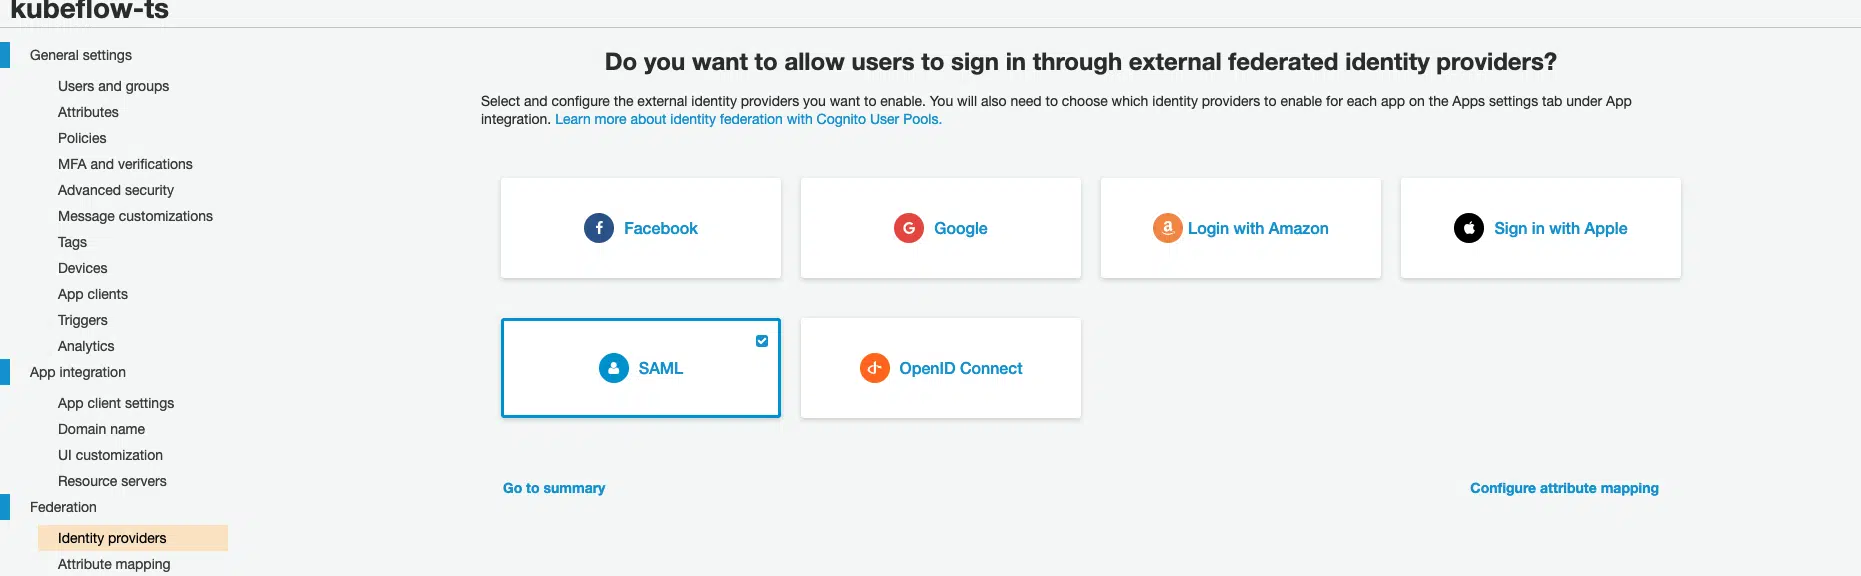 kubeflow-ts
General settings
Users and groups
Attributes
Policies
MFA and verifications
Advanced security
Message customizations
Tags
Devices
App clients
Triggers
Analytics
App integration
App client settings
Domain name
UI customization
Resource servers
Federation
Identity providers
Attribute mapping
Do you want to allow users to sign in through external federated identity providers?
Select and configure the external identity providers you want to enable. You will also need to choose which identity providers to enable for each app on the Apps settings tab under App
integration. Learn more about identity federation with Cognito User Pools.
Facebook
Google
Login with Amazon
Sign in with Apple
SAML
OpenID Connect
Go to summary
Configure attribute mapping